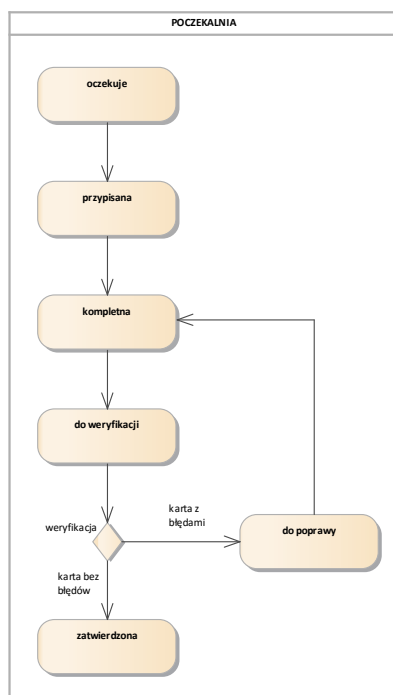 POCZEKALNIA
oczekuje
przypisana
kompletna
do weryfikacji
weryfikacja
karta z
błędami
do poprawy
karta bez
błędów
zatwierdzona